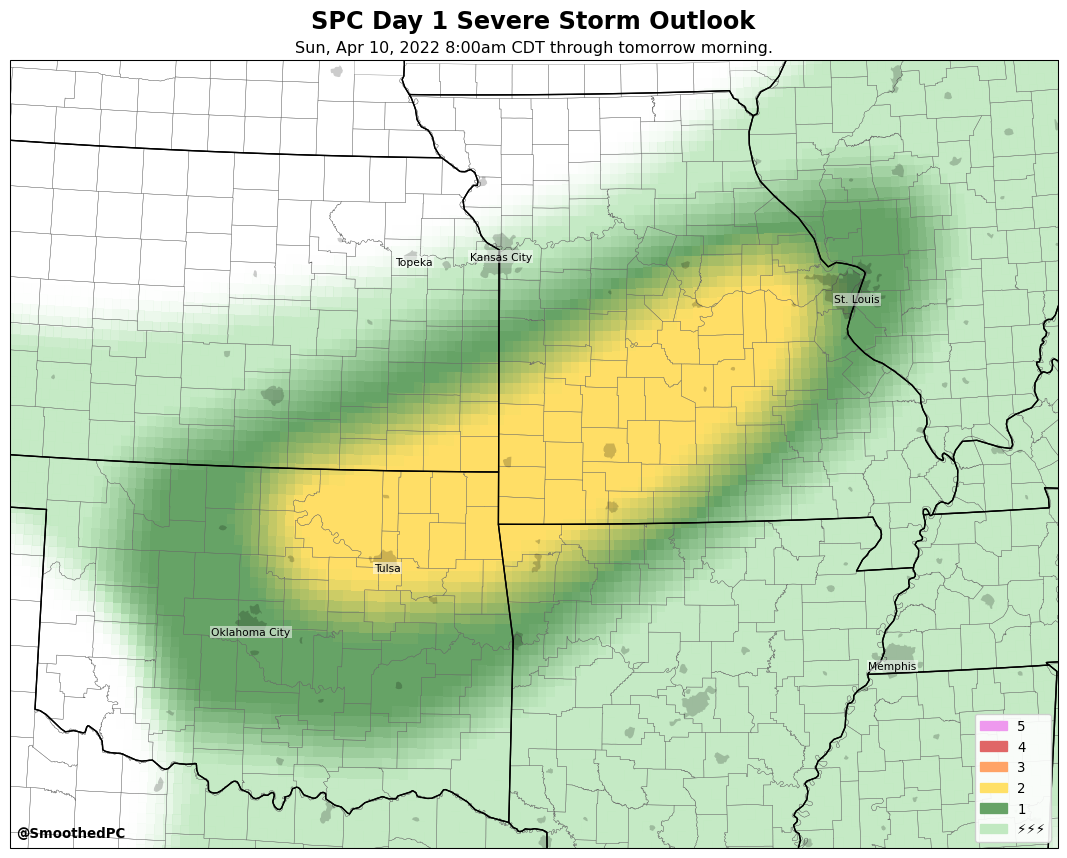 SPC Day 1 Severe Storm Outlook
Sun, Apr 10, 2022 8:00am CDT through tomorrow morning.
Topeka
Kansas City
St. Louis
Tulsa
Oklahoma City
Memphis
5
4
3
2
1
⚡⚡⚡
@SmoothedPC